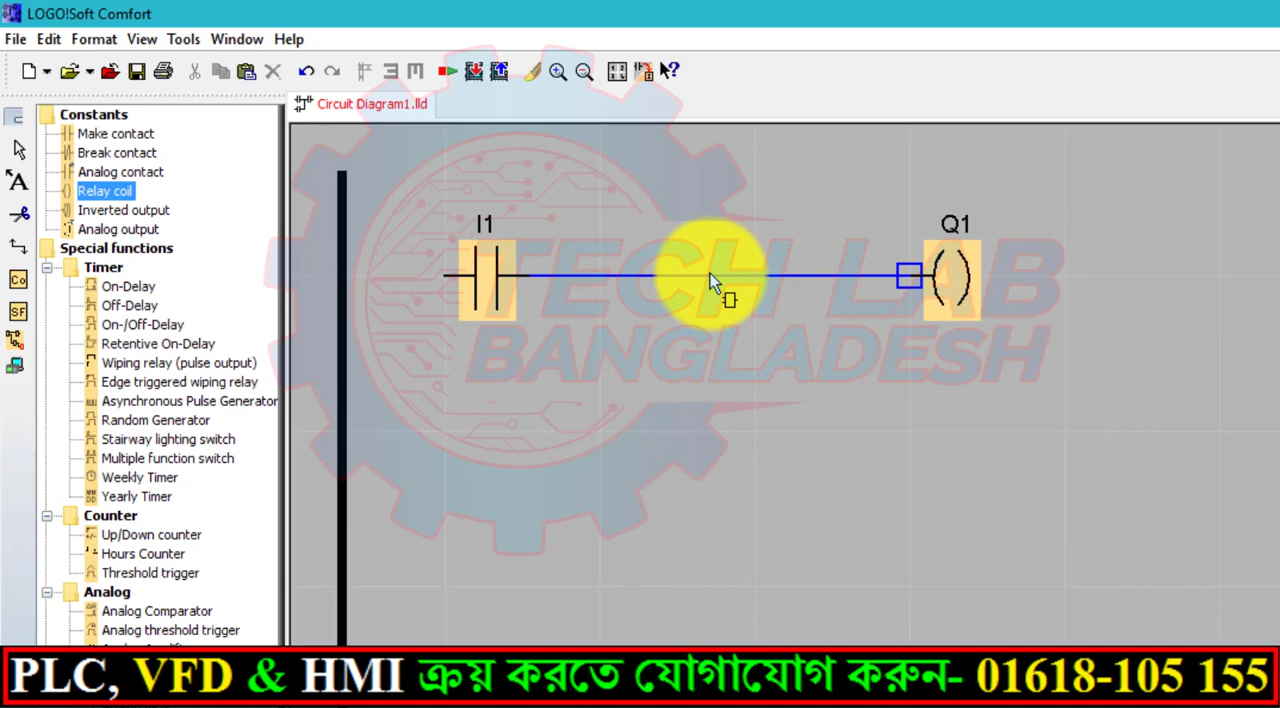 LOGO!Soft Comfort
File Edit Format View Tools Window Help
Circuit Diagram1.lld
Constants
Make contact
Break contact
Analog contact
Relay coil
Inverted output
Analog output
Special functions
Timer
On-Delay
Off-Delay
On-/Off-Delay
Retentive On-Delay
Wiping relay (pulse output)
Edge triggered wiping relay
Asynchronous Pulse Generator
Random Generator
Stairway lighting switch
Multiple function switch
Weekly Timer
Yearly Timer
Counter
Up/Down counter
Hours Counter
Threshold trigger
Analog
Analog Comparator
Analog threshold trigger
A
Co
SF
I1
Q1
TECH LAB
BANGLADESH
PLC, VFD & HMI ক্রয় করতে যোগাযোগ করুন- 01618-105 155